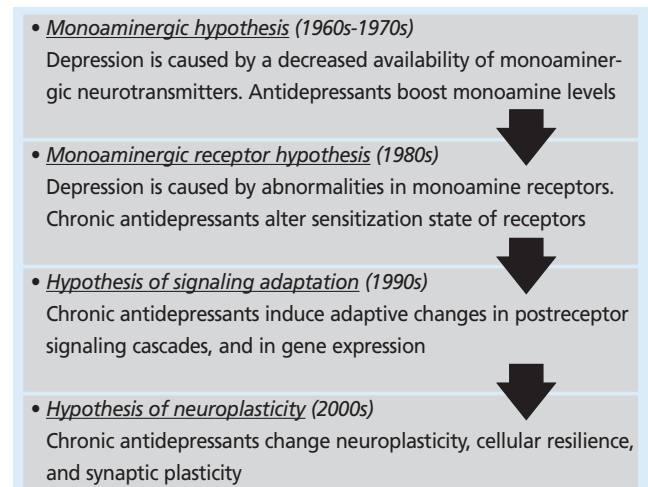 • Monoaminergic hypothesis (1960s-1970s)
Depression is caused by a decreased availability of monoaminer-
gic neurotransmitters. Antidepressants boost monoamine levels
• Monoaminergic receptor hypothesis (1980s)
Depression is caused by abnormalities in monoamine receptors.
Chronic antidepressants alter sensitization state of receptors
• Hypothesis of signaling adaptation (1990s)
Chronic antidepressants induce adaptive changes in postreceptor
signaling cascades, and in gene expression
• Hypothesis of neuroplasticity (2000s)
Chronic antidepressants change neuroplasticity, cellular resilience,
and synaptic plasticity